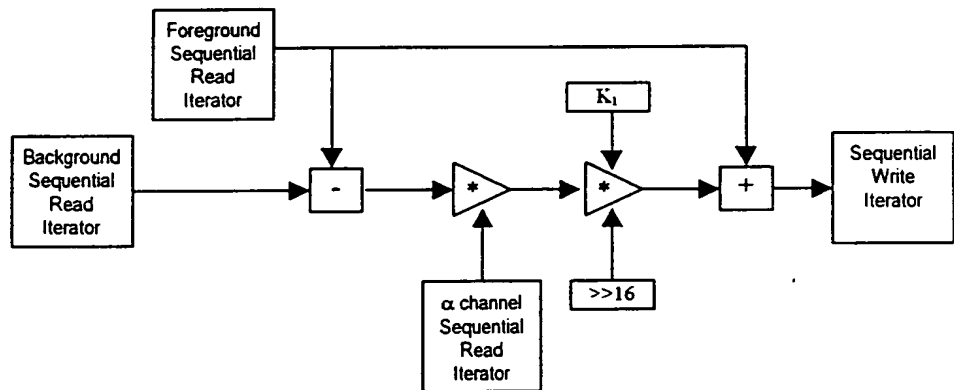 Foreground
Sequential
Read
Iterator
K₁
Background
Sequential
Read
Iterator
-
*
*
+
Sequential
Write
Iterator
α channel
Sequential
Read
Iterator
>>16